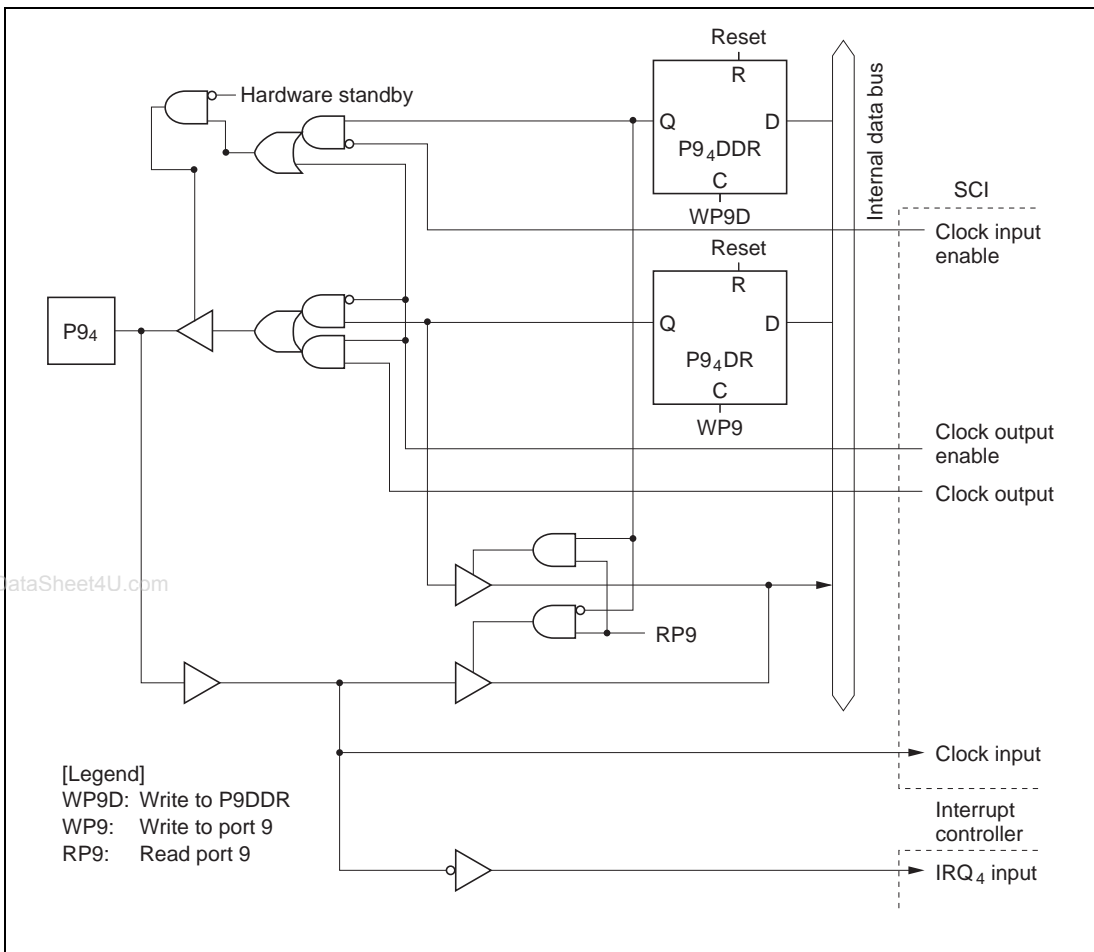 Reset
R
Hardware standby
Q
D
P9₄DDR
C
WP9D
Internal data bus
SCI
Clock input
enable
Reset
R
P9₄
Q
D
P9₄DR
C
WP9
Clock output
enable
Clock output
DataSheet4U.com
RP9
Clock input
[Legend]
WP9D: Write to P9DDR
WP9: Write to port 9
RP9: Read port 9
Interrupt
controller
IRQ₄ input